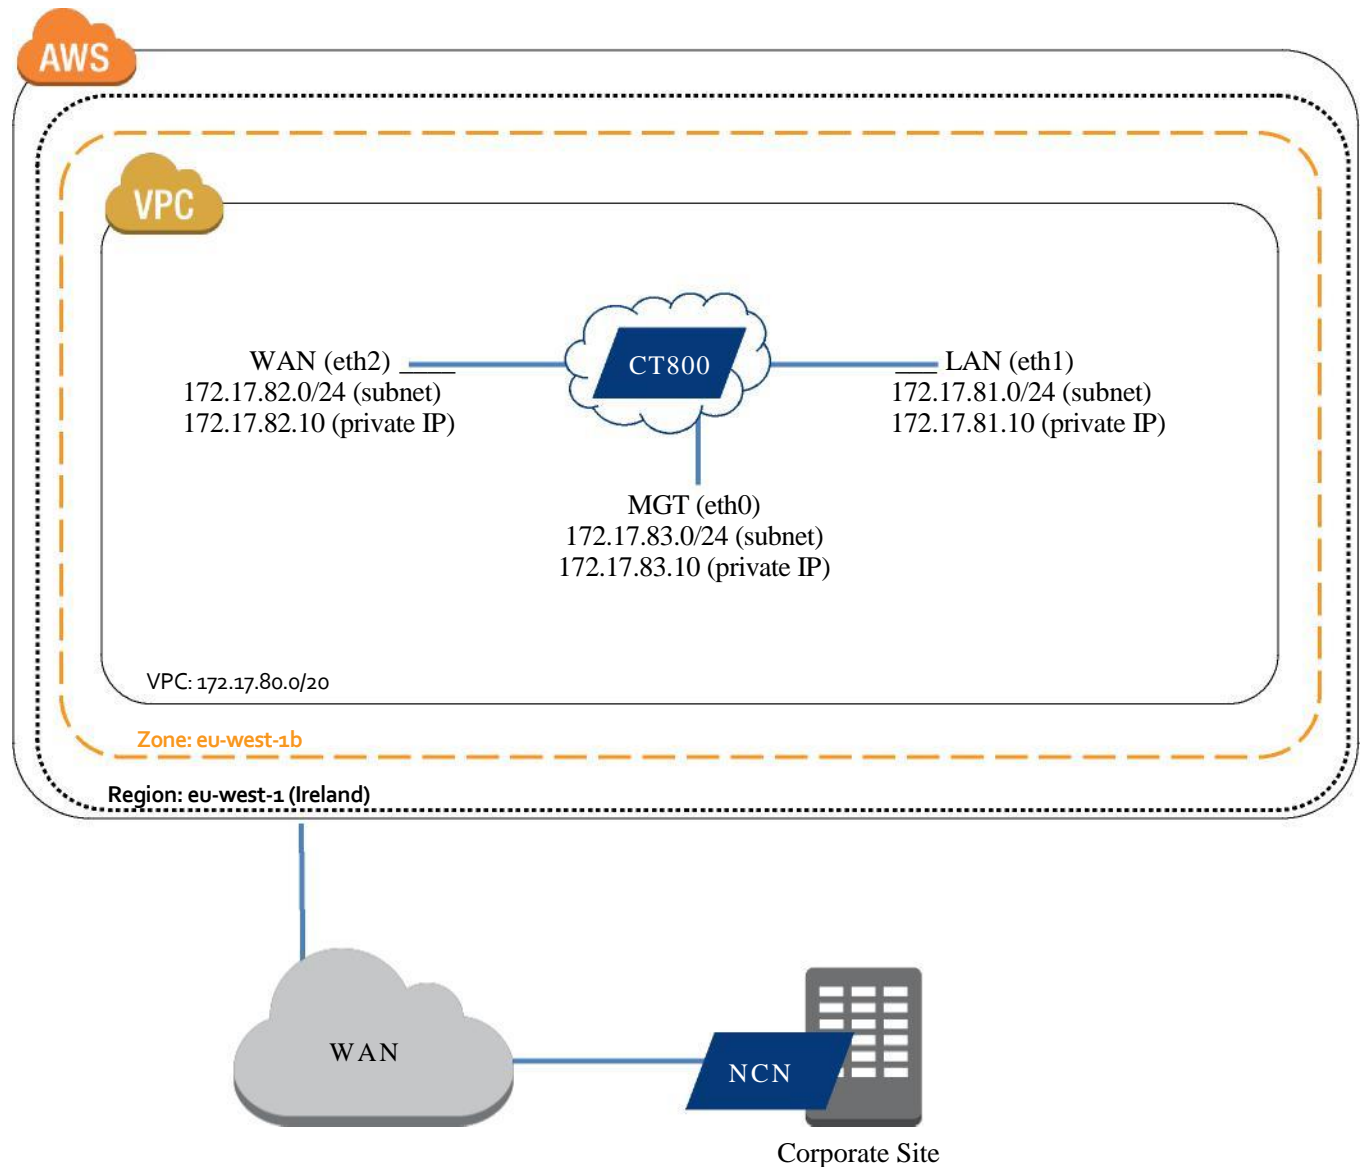 AWS
VPC
WAN (eth2)
172.17.82.0/24 (subnet)
172.17.82.10 (private IP)
CT800
LAN (eth1)
172.17.81.0/24 (subnet)
172.17.81.10 (private IP)
MGT (eth0)
172.17.83.0/24 (subnet)
172.17.83.10 (private IP)
VPC: 172.17.80.0/20
Zone: eu-west-1b
Region: eu-west-1 (Ireland)
WAN
NCN
Corporate Site